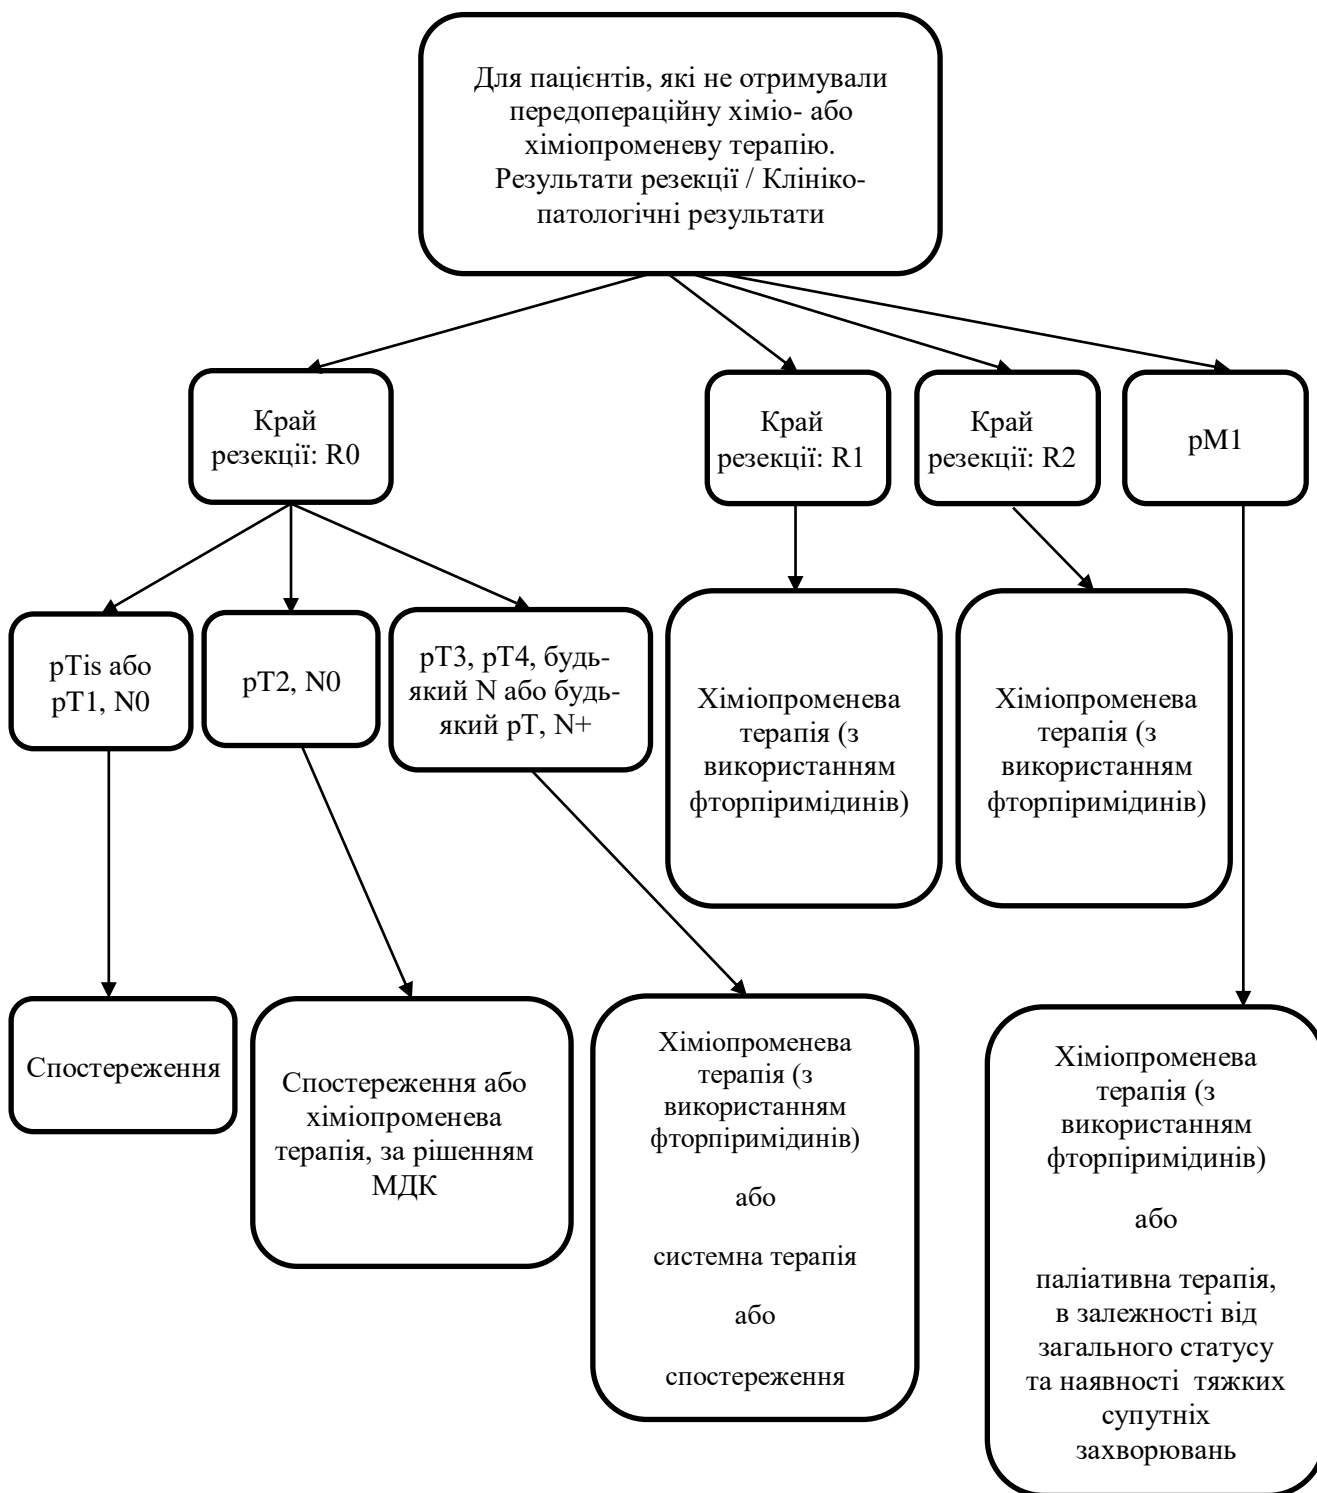 Для пацієнтів, які не отримували
передопераційну хіміо- або
хіміопроменеву терапію.
Результати резекції / Клініко-
патологічні результати
Край
резекції: R0
Край
резекції: R1
Край
резекції: R2
pM1
pTis або
pT1, N0
pT2, N0
pT3, pT4, будь-
який N або будь-
який pT, N+
Хіміопроменева
терапія (з
використанням
фторпіримідинів)
Хіміопроменева
терапія (з
використанням
фторпіримідинів)
Спостереження
Спостереження або
хіміопроменева
терапія, за рішенням
МДК
Хіміопроменева
терапія (з
використанням
фторпіримідинів)
або
системна терапія
або
спостереження
Хіміопроменева
терапія (з
використанням
фторпіримідинів)
або
паліативна терапія,
в залежності від
загального статусу
та наявності  тяжких
супутніх
захворювань